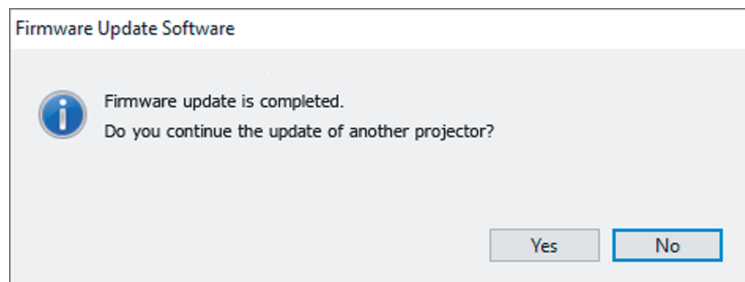 Firmware Update Software
Firmware update is completed.
Do you continue the update of another projector?
Yes No